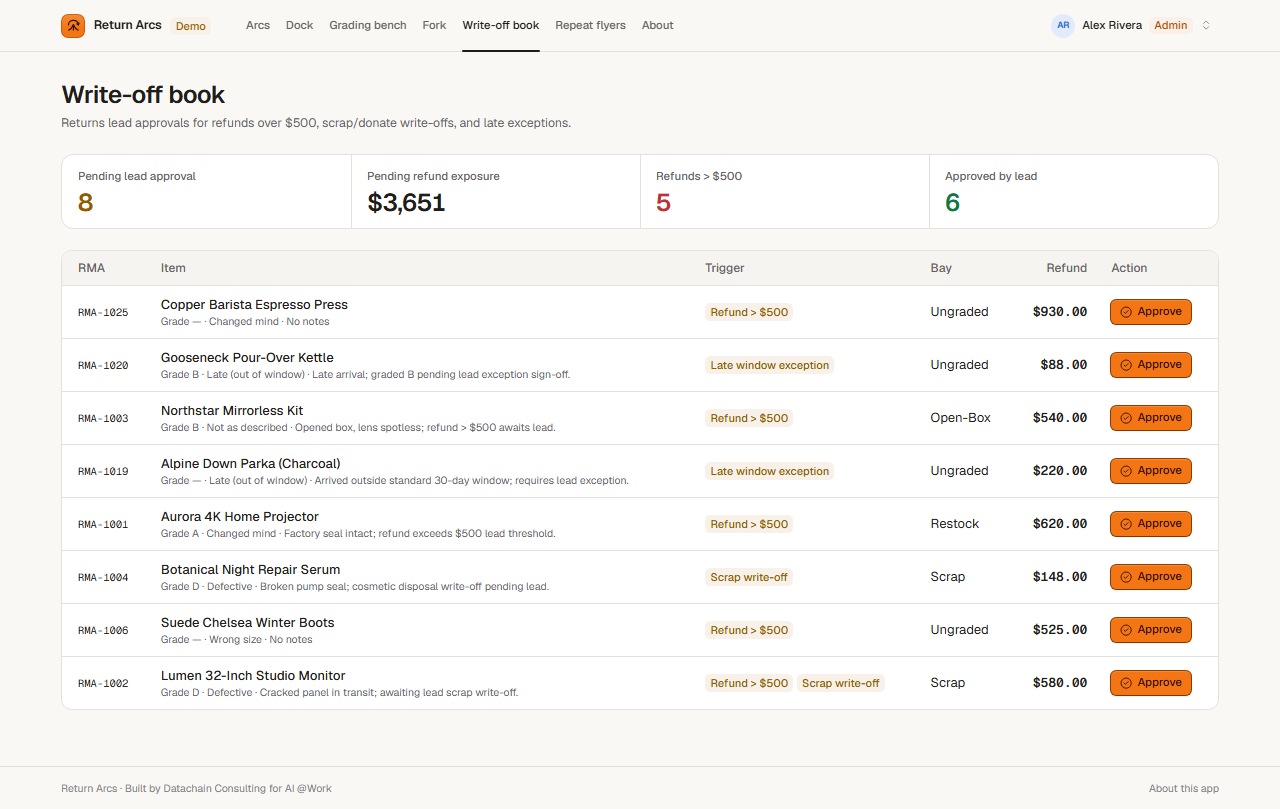 Return Arcs Demo Arcs Dock Grading bench Fork Write-off book Repeat flyers About AR Alex Rivera Admin
Write-off book
Returns lead approvals for refunds over $500, scrap/donate write-offs, and late exceptions.
Pending lead approval Pending refund exposure Refunds > $500 Approved by lead
8 $3,651 5 6
RMA Item Trigger Bay Refund Action
RMA-1025 Copper Barista Espresso Press Refund > $500 Ungraded $930.00 Approve
Grade — · Changed mind · No notes
RMA-1020 Gooseneck Pour-Over Kettle Late window exception Ungraded $88.00 Approve
Grade B · Late (out of window) · Late arrival; graded B pending lead exception sign-off.
RMA-1003 Northstar Mirrorless Kit Refund > $500 Open-Box $540.00 Approve
Grade B · Not as described · Opened box, lens spotless; refund > $500 awaits lead.
RMA-1019 Alpine Down Parka (Charcoal) Late window exception Ungraded $220.00 Approve
Grade — · Late (out of window) · Arrived outside standard 30-day window; requires lead exception.
RMA-1001 Aurora 4K Home Projector Refund > $500 Restock $620.00 Approve
Grade A · Changed mind · Factory seal intact; refund exceeds $500 lead threshold.
RMA-1004 Botanical Night Repair Serum Scrap write-off Scrap $148.00 Approve
Grade D · Defective · Broken pump seal; cosmetic disposal write-off pending lead.
RMA-1006 Suede Chelsea Winter Boots Refund > $500 Ungraded $525.00 Approve
Grade — · Wrong size · No notes
RMA-1002 Lumen 32-Inch Studio Monitor Refund > $500 Scrap write-off Scrap $580.00 Approve
Grade D · Defective · Cracked panel in transit; awaiting lead scrap write-off.
Return Arcs · Built by Datachain Consulting for AI @Work About this app